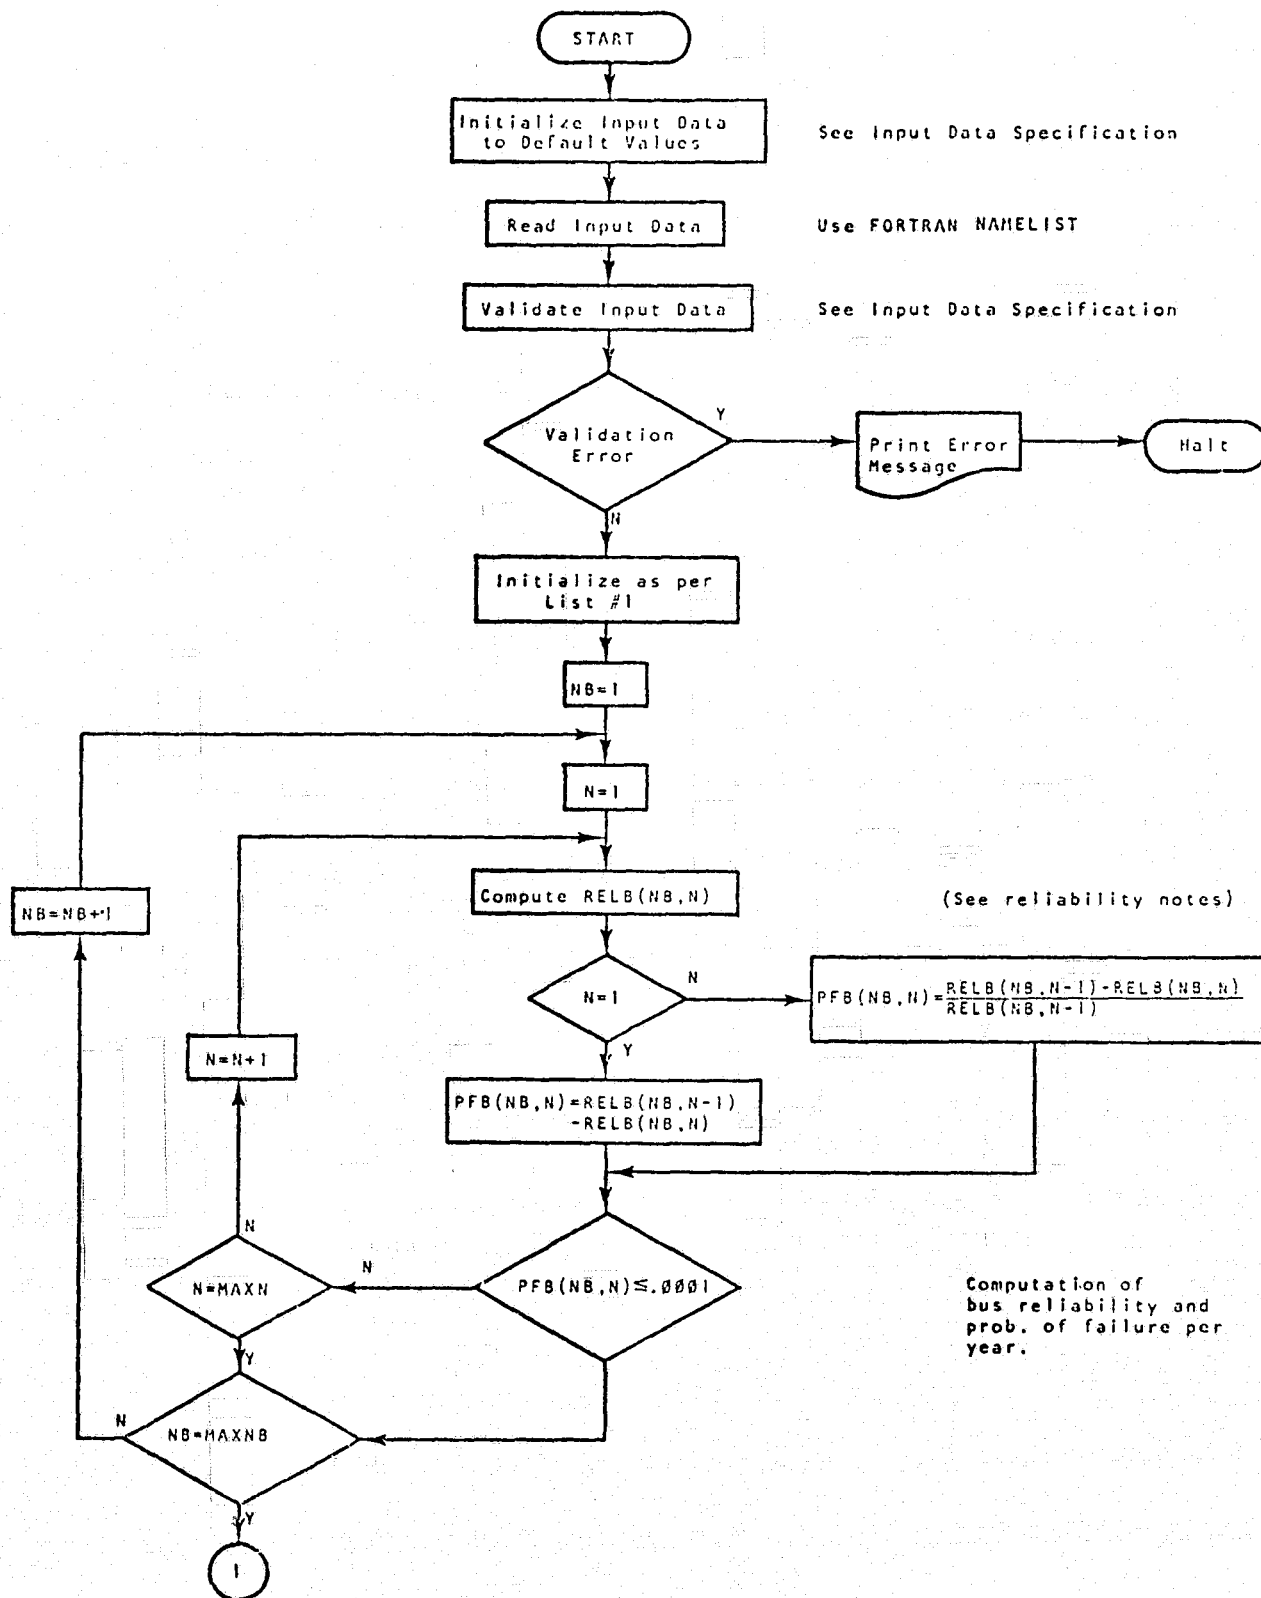 START
Initialize Input Data
to Default Values
See Input Data Specification
Read Input Data
Use FORTRAN NAMELIST
Validate Input Data
See Input Data Specification
Validation
Error
Y
Print Error
Message
Halt
N
Initialize as per
List #1
NB=1
N=1
NB=NB+1
Compute RELB(NB,N)
(See reliability notes)
N=1
N
PFB(NB,N)=RELB(NB,N-1)-RELB(NB,N)
RELB(NB,N-1)
Y
N=N+1
PFB(NB,N)=RELB(NB,N-1)
-RELB(NB,N)
N
N=MAXN
N
PFB(NB,N)≤.0001
Computation of
bus reliability and
prob. of failure per
year.
Y
N
NB=MAXNB
Y
1